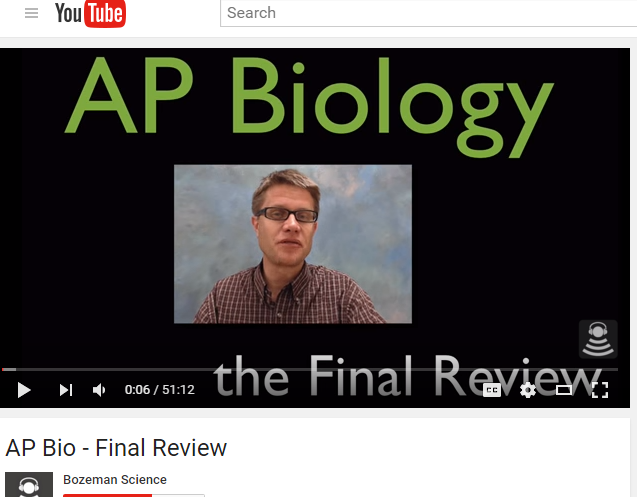 YouTube
Search
AP Biology
the Final Review
0:06 / 51:12
CC
AP Bio - Final Review
Bozeman Science